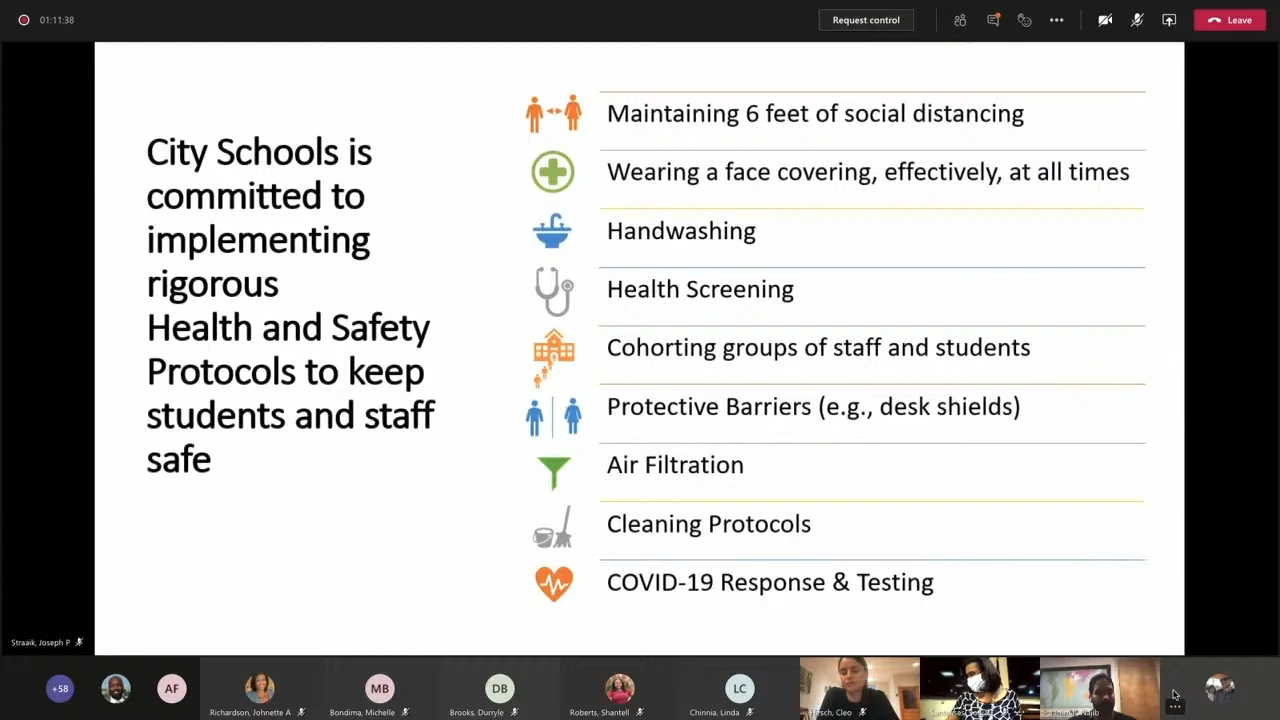 01:11:38
Request control
Leave
City Schools is
committed to
implementing
rigorous
Health and Safety
Protocols to keep
students and staff
safe
Maintaining 6 feet of social distancing
Wearing a face covering, effectively, at all times
Handwashing
Health Screening
Cohorting groups of staff and students
Protective Barriers (e.g., desk shields)
Air Filtration
Cleaning Protocols
COVID-19 Response & Testing
Straaik, Joseph P
+58
AF
MB
DB
LC
Richardson, Johnette A
Bondima, Michelle
Brooks, Durryle
Roberts, Shantell
Chinnia, Linda
Hirsch, Cleo